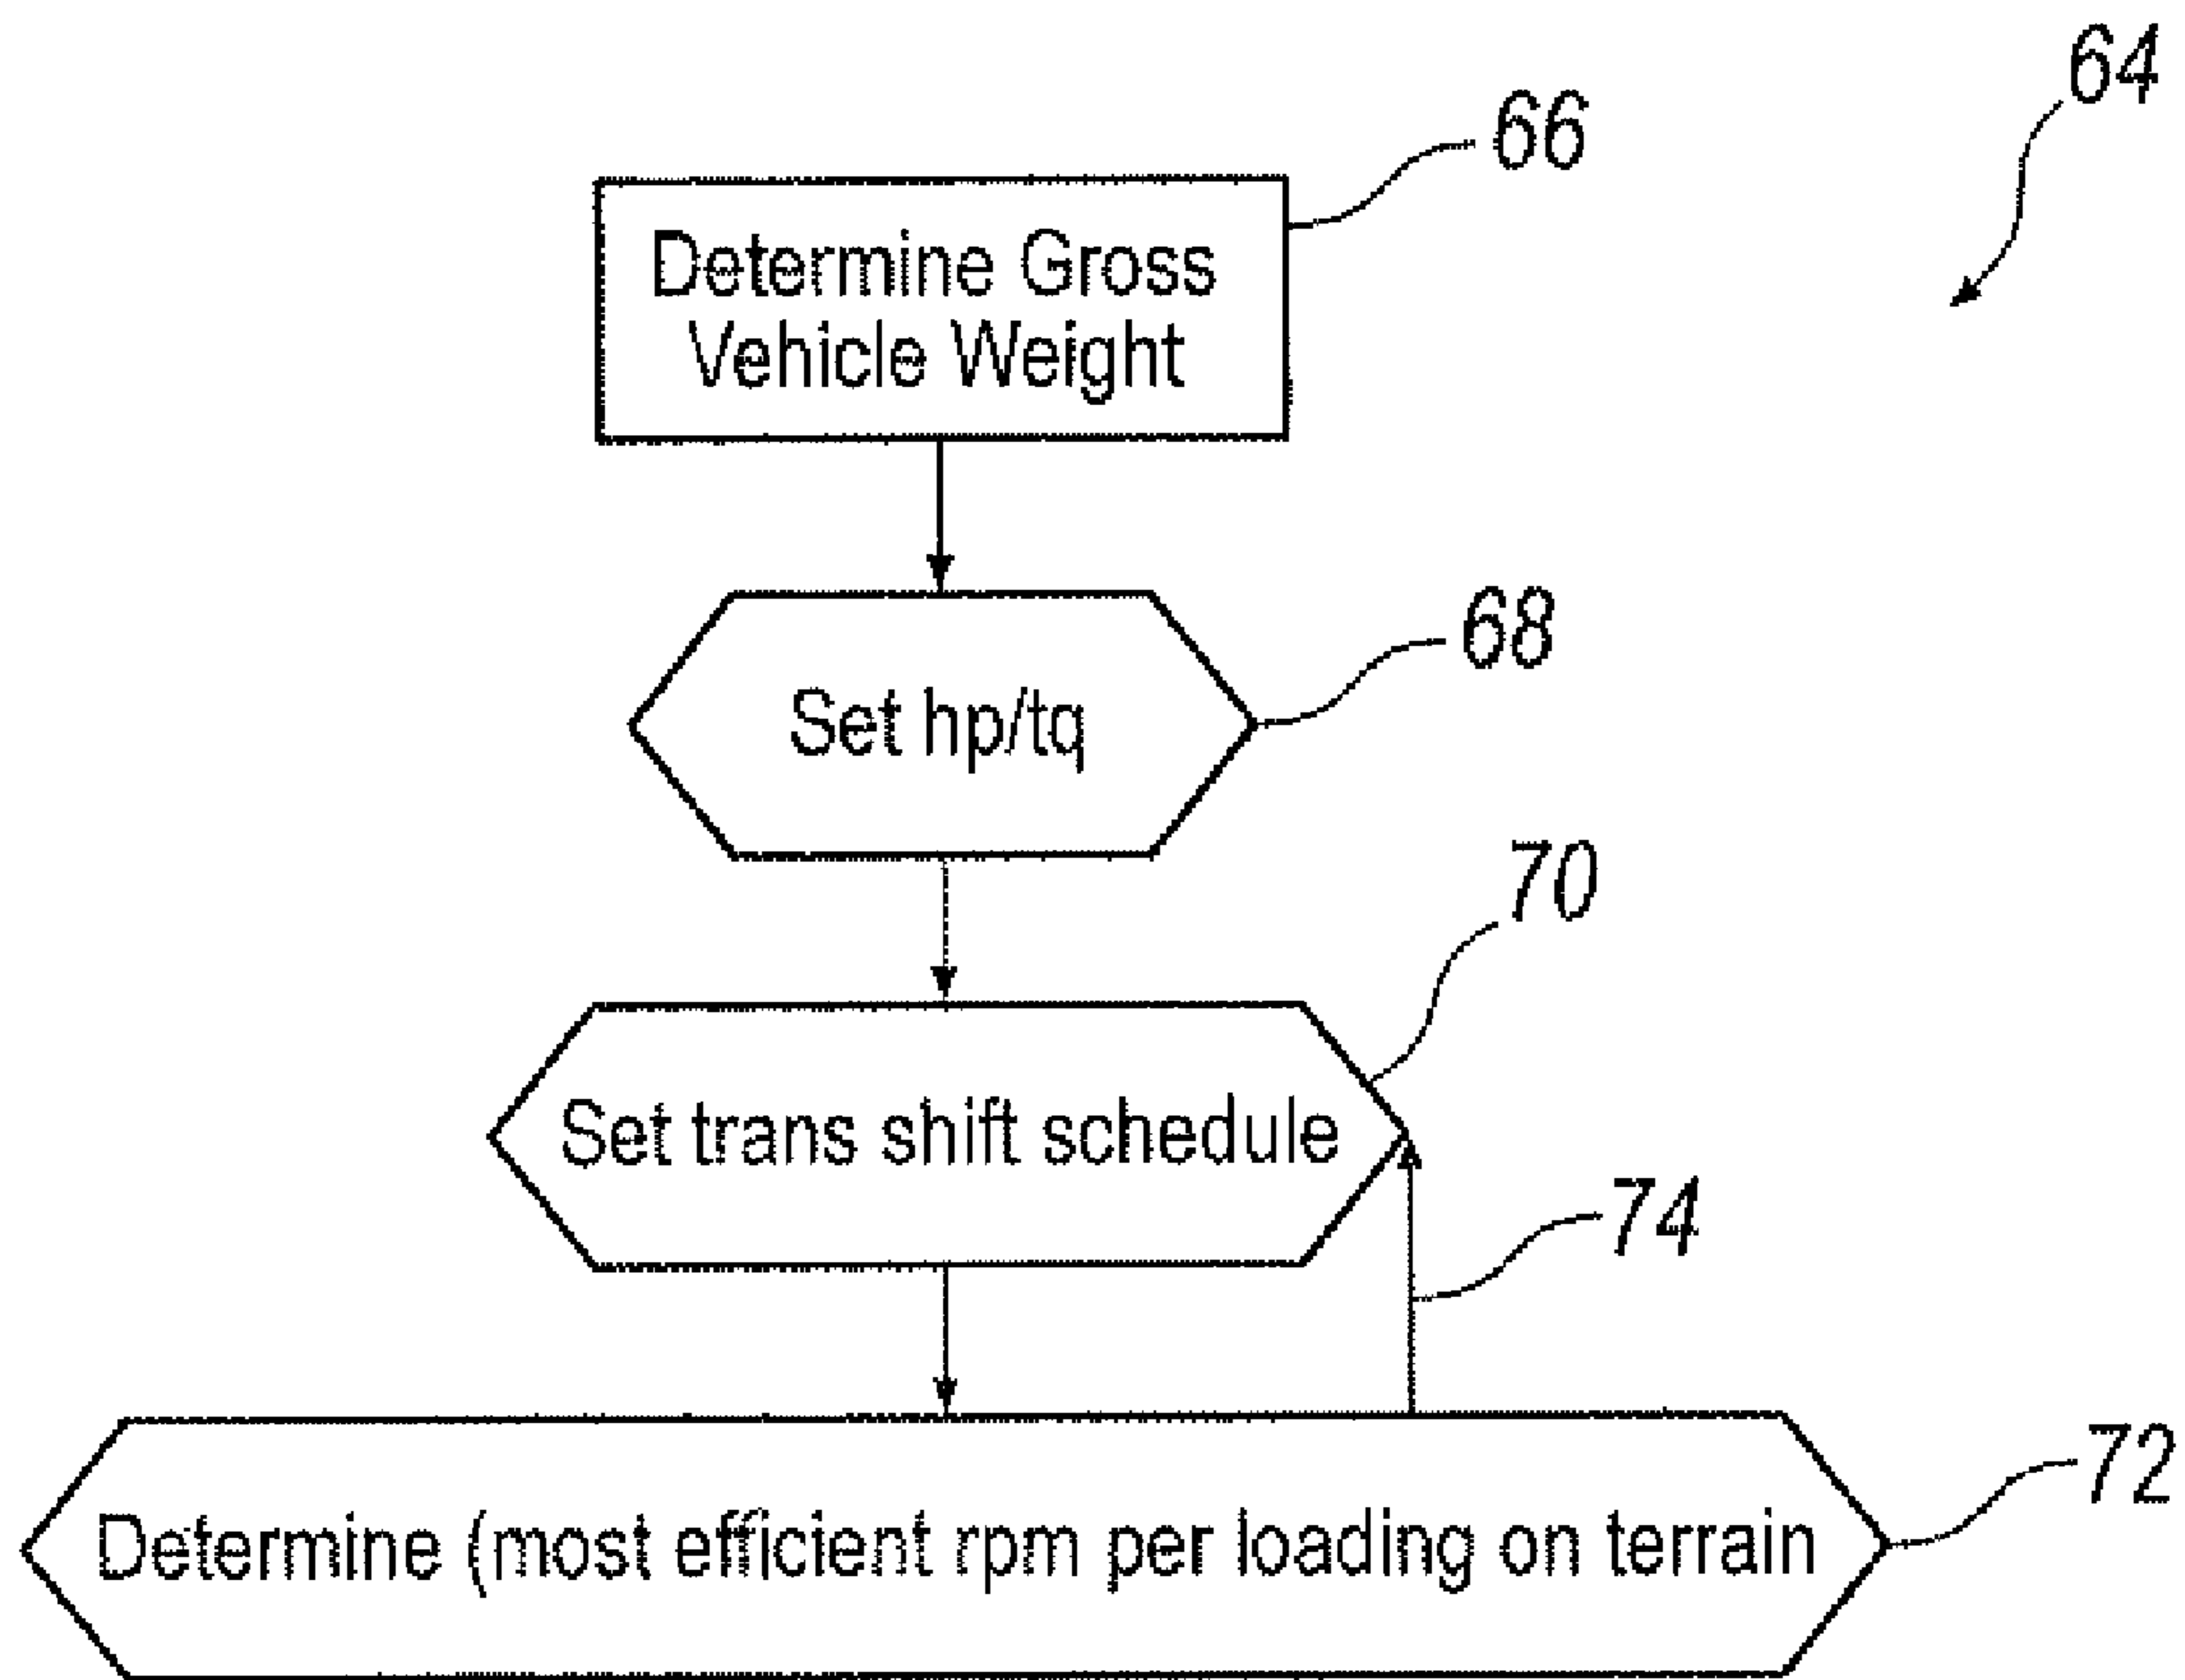 64
66
Determine Gross
Vehicle Weight
68
Set hp/tq
70
Set trans shift schedule
74
72
Determine (most efficient rpm per loading on terrain